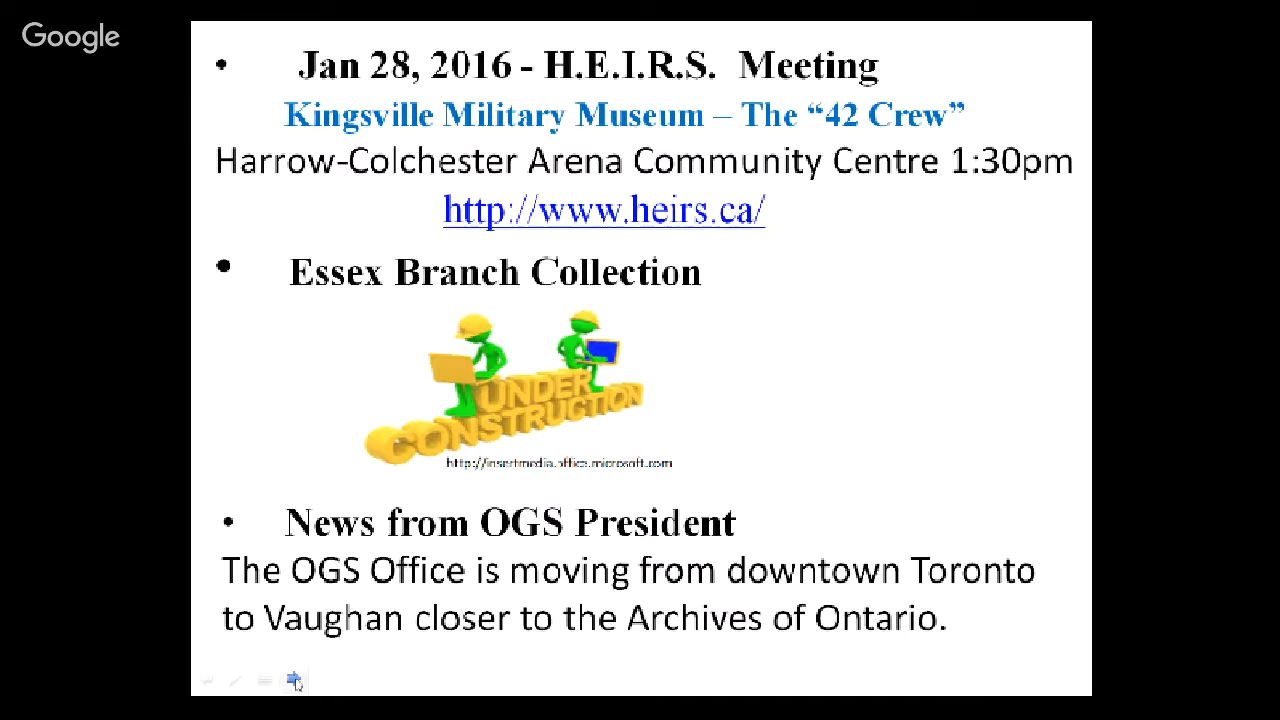 Google
• Jan 28, 2016 - H.E.I.R.S. Meeting
Kingsville Military Museum – The “42 Crew”
Harrow-Colchester Arena Community Centre 1:30pm
http://www.heirs.ca/
• Essex Branch Collection
UNDER
CONSTRUCTION
http://insertmedia.office.microsoft.com
• News from OGS President
The OGS Office is moving from downtown Toronto
to Vaughan closer to the Archives of Ontario.